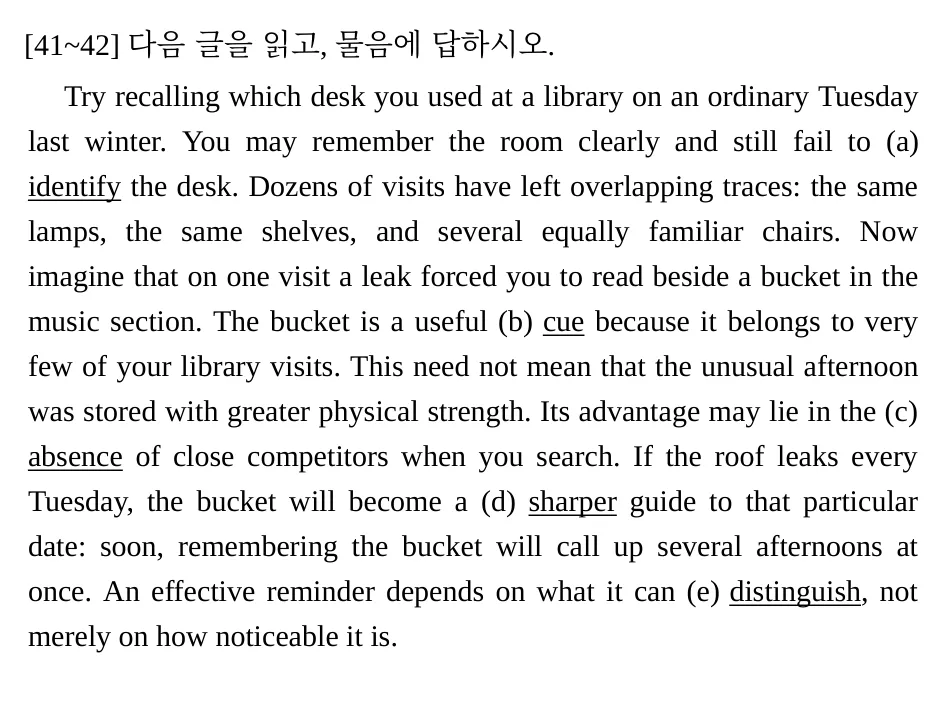 [41~42] 다음 글을 읽고, 물음에 답하시오.
Try recalling which desk you used at a library on an ordinary Tuesday
last winter. You may remember the room clearly and still fail to (a)
identify the desk. Dozens of visits have left overlapping traces: the same
lamps, the same shelves, and several equally familiar chairs. Now
imagine that on one visit a leak forced you to read beside a bucket in the
music section. The bucket is a useful (b) cue because it belongs to very
few of your library visits. This need not mean that the unusual afternoon
was stored with greater physical strength. Its advantage may lie in the (c)
absence of close competitors when you search. If the roof leaks every
Tuesday, the bucket will become a (d) sharper guide to that particular
date: soon, remembering the bucket will call up several afternoons at
once. An effective reminder depends on what it can (e) distinguish, not
merely on how noticeable it is.